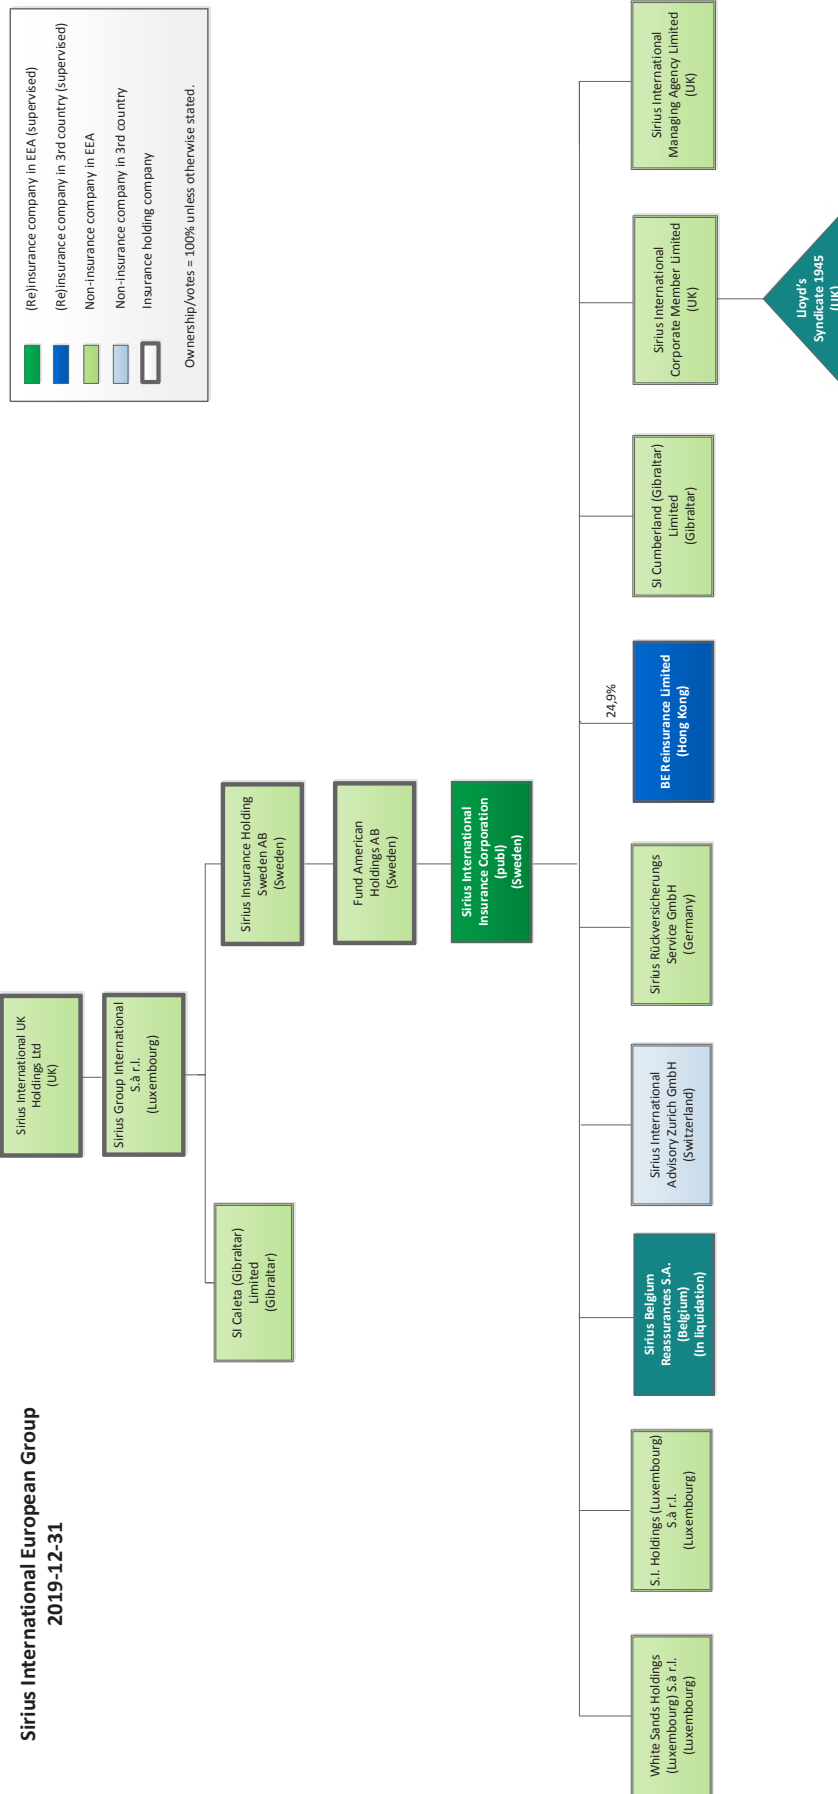 Sirius International European Group
2019-12-31
(Re)insurance company in EEA (supervised)
(Re)insurance company in 3rd country (supervised)
Non-insurance company in EEA
Non-insurance company in 3rd country
Insurance holding company
Ownership/votes = 100% unless otherwise stated.
Sirius International UK
Holdings Ltd
(UK)
Sirius Group International
S.à r.l.
(Luxembourg)
SI Caleta (Gibraltar)
Limited
(Gibraltar)
Sirius Insurance Holding
Sweden AB
(Sweden)
Fund American
Holdings AB
(Sweden)
Sirius International
Insurance Corporation
(publ)
(Sweden)
24,9%
White Sands Holdings
(Luxembourg) S.à r.l.
(Luxembourg)
S.I. Holdings (Luxembourg)
S.à r.l.
(Luxembourg)
Sirius Belgium
Reassurances S.A.
(Belgium)
(In liquidation)
Sirius International
Advisory Zurich GmbH
(Switzerland)
Sirius Rückversicherungs
Service GmbH
(Germany)
BE Reinsurance Limited
(Hong Kong)
SI Cumberland (Gibraltar)
Limited
(Gibraltar)
Sirius International
Corporate Member Limited
(UK)
Sirius International
Managing Agency Limited
(UK)
Lloyd's
Syndicate 1945
(UK)